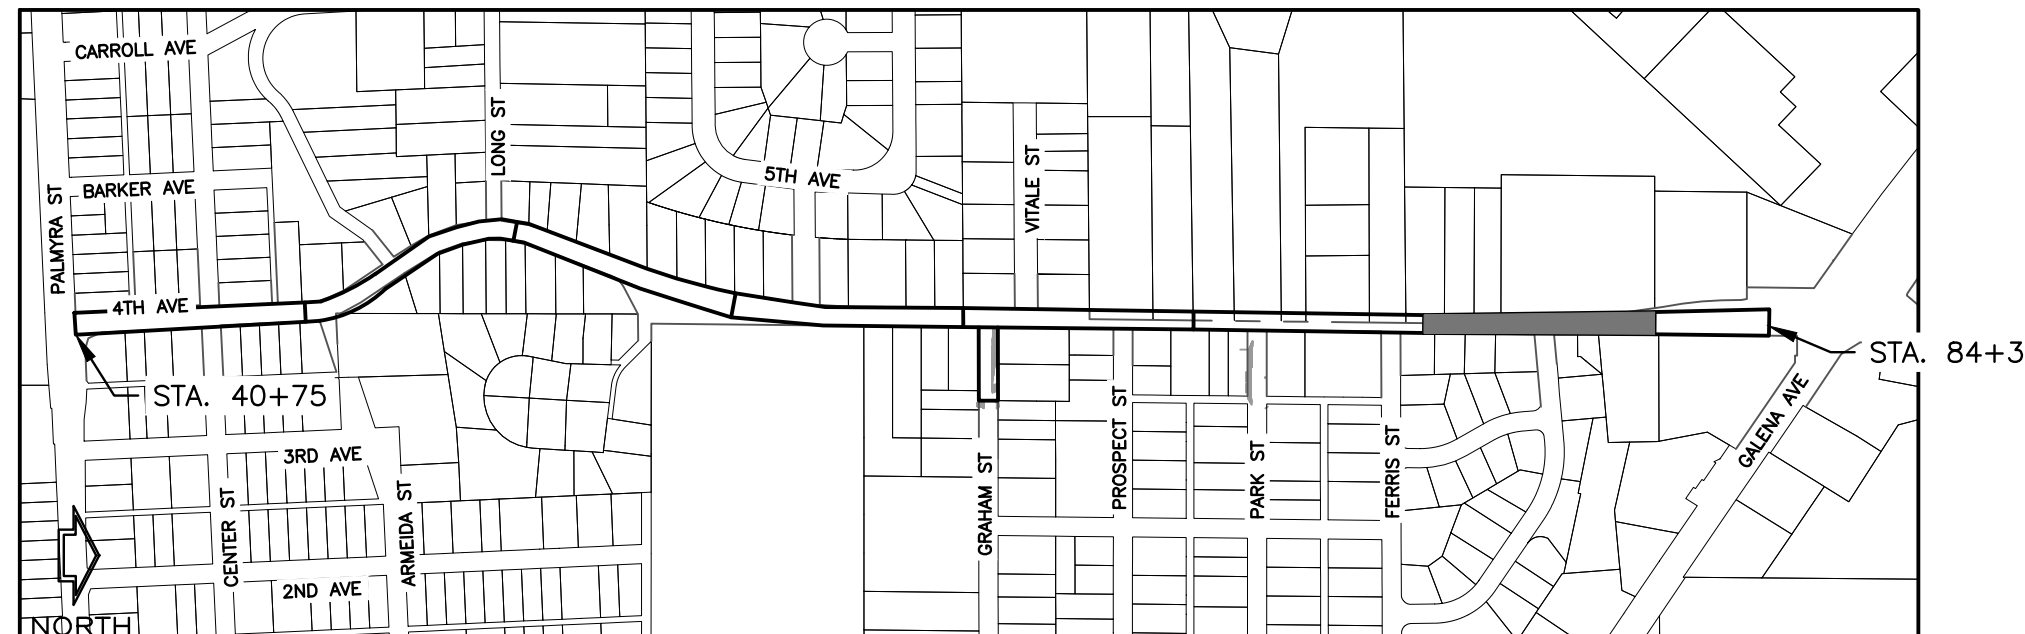 CARROLL AVE
LONG ST
VITALE ST
5TH AVE
BARKER AVE
PALMYRA ST
4TH AVE
STA. 84+3
STA. 40+75
GALENA AVE
PROSPECT ST
FERRIS ST
PARK ST
GRAHAM ST
3RD AVE
CENTER ST
ARMEIDA ST
2ND AVE
NORTH